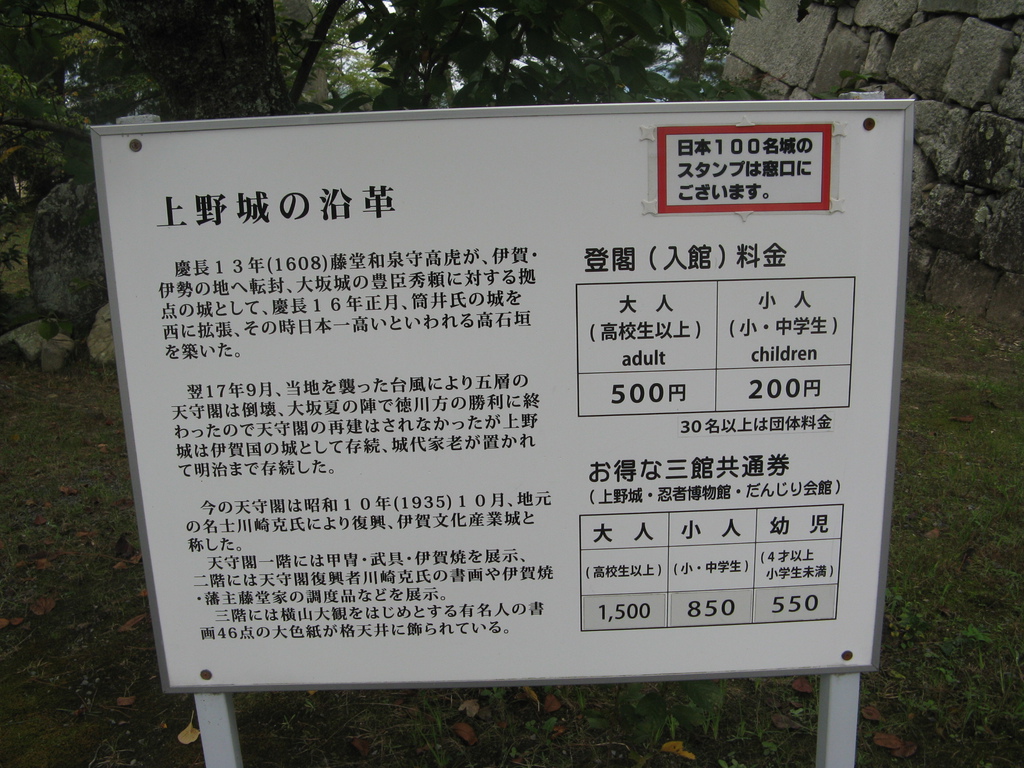 上野城の沿革
慶長１３年(1608)藤堂和泉守高虎が、伊賀・
伊勢の地へ転封、大坂城の豊臣秀頼に対する拠
点の城として、慶長１６年正月、筒井氏の城を
西に拡張、その時日本一高いといわれる高石垣
を築いた。
翌17年9月、当地を襲った台風により五層の
天守閣は倒壊、大坂夏の陣で徳川方の勝利に終
わったので天守閣の再建はされなかったが上野
城は伊賀国の城として存続、城代家老が置かれ
て明治まで存続した。
今の天守閣は昭和１０年(1935)１０月、地元
の名士川崎克氏により復興、伊賀文化産業城と
称した。
天守閣一階には甲冑・武具・伊賀焼を展示、
二階には天守閣復興者川崎克氏の書画や伊賀焼
・藩主藤堂家の調度品などを展示。
三階には横山大観をはじめとする有名人の書
画46点の大色紙が格天井に飾られている。
日本１００名城の
スタンプは窓口に
ございます。
登閣（入館）料金
大　人　小　人
(高校生以上)　(小・中学生)
adult　children
500円　200円
30名以上は団体料金
お得な三館共通券
(上野城・忍者博物館・だんじり会館)
大　人　小　人　幼　児
(高校生以上)　(小・中学生)　(4才以上
小学生未満)
1,500　850　550